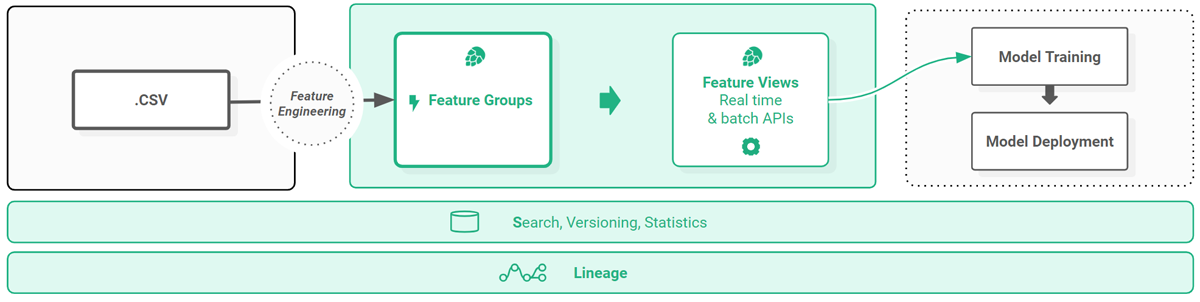 .CSV
Feature
Engineering
Feature Groups
Feature Views
Real time
& batch APIs
Model Training
Model Deployment
Search, Versioning, Statistics
Lineage